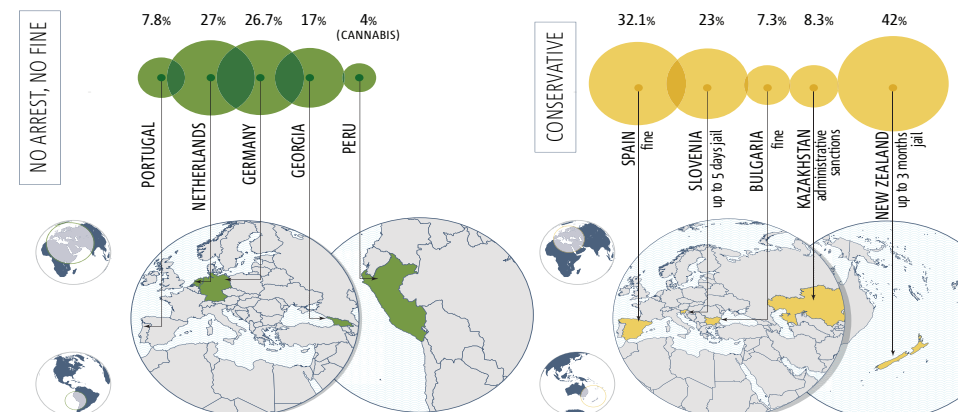 NO ARREST, NO FINE
7.8%
27%
26.7%
17%
4%
(CANNABIS)
PORTUGAL
NETHERLANDS
GERMANY
GEORGIA
PERU
CONSERVATIVE
32.1%
23%
7.3%
8.3%
42%
SPAIN
fine
SLOVENIA
up to 5 days jail
BULGARIA
fine
KAZAKHSTAN
administrative
sanctions
NEW ZEALAND
up to 3 months
jail